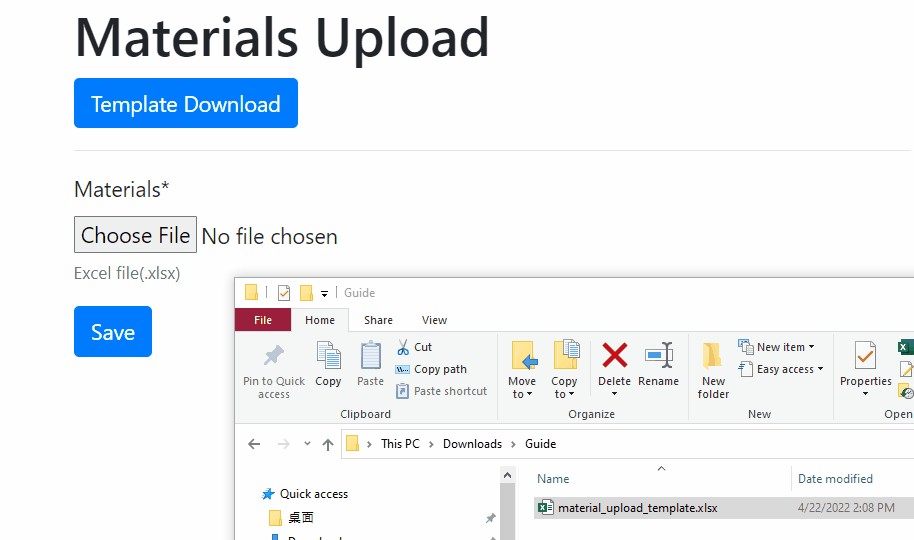 Materials Upload
Template Download
Materials*
Choose File No file chosen
Excel file(.xlsx)
Save
Guide
File Home Share View
Pin to Quick access
Copy
Paste
Cut
Copy path
Paste shortcut
Clipboard
Move to
Copy to
Delete
Rename
Organize
New folder
New item
Easy access
New
Properties
Open
This PC > Downloads > Guide
Name Date modified
Quick access
桌面
material_upload_template.xlsx 4/22/2022 2:08 PM